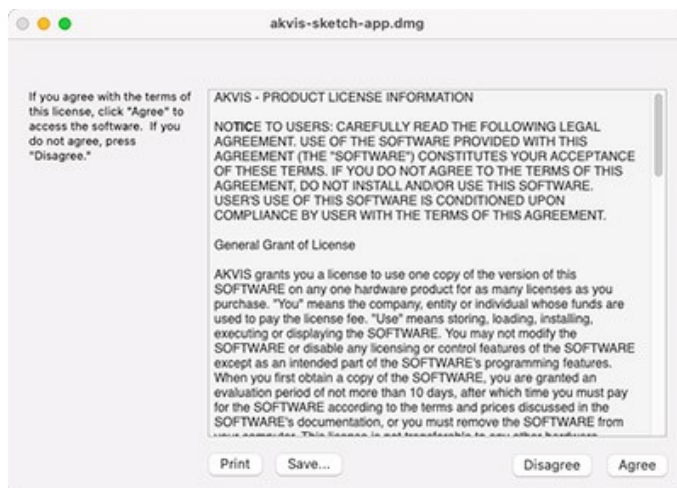 akvis-sketch-app.dmg
If you agree with the terms of
this license, click "Agree" to
access the software. If you
do not agree, press
"Disagree."
AKVIS - PRODUCT LICENSE INFORMATION
NOTICE TO USERS: CAREFULLY READ THE FOLLOWING LEGAL
AGREEMENT. USE OF THE SOFTWARE PROVIDED WITH THIS
AGREEMENT (THE "SOFTWARE") CONSTITUTES YOUR ACCEPTANCE
OF THESE TERMS. IF YOU DO NOT AGREE TO THE TERMS OF THIS
AGREEMENT, DO NOT INSTALL AND/OR USE THIS SOFTWARE.
USER'S USE OF THIS SOFTWARE IS CONDITIONED UPON
COMPLIANCE BY USER WITH THE TERMS OF THIS AGREEMENT.
General Grant of License
AKVIS grants you a license to use one copy of the version of this
SOFTWARE on any one hardware product for as many licenses as you
purchase. "You" means the company, entity or individual whose funds are
used to pay the license fee. "Use" means storing, loading, installing,
executing or displaying the SOFTWARE. You may not modify the
SOFTWARE or disable any licensing or control features of the SOFTWARE
except as an intended part of the SOFTWARE's programming features.
When you first obtain a copy of the SOFTWARE, you are granted an
evaluation period of not more than 10 days, after which time you must pay
for the SOFTWARE according to the terms and prices discussed in the
SOFTWARE's documentation, or you must remove the SOFTWARE from
your computer. This license is not transferable to any other hardware
Print Save... Disagree Agree